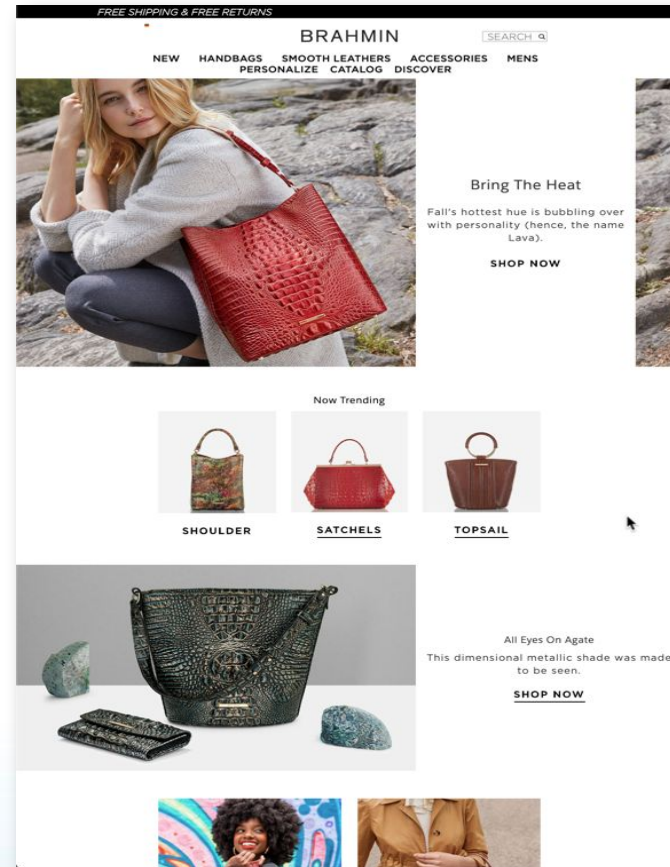 FREE SHIPPING & FREE RETURNS
BRAHMIN
SEARCH
NEW HANDBAGS SMOOTH LEATHERS ACCESSORIES MENS
PERSONALIZE CATALOG DISCOVER
Bring The Heat
Fall's hottest hue is bubbling over
with personality (hence, the name
Lava).
SHOP NOW
Now Trending
SHOULDER
SATCHELS
TOPSAIL
All Eyes On Agate
This dimensional metallic shade was made
to be seen.
SHOP NOW